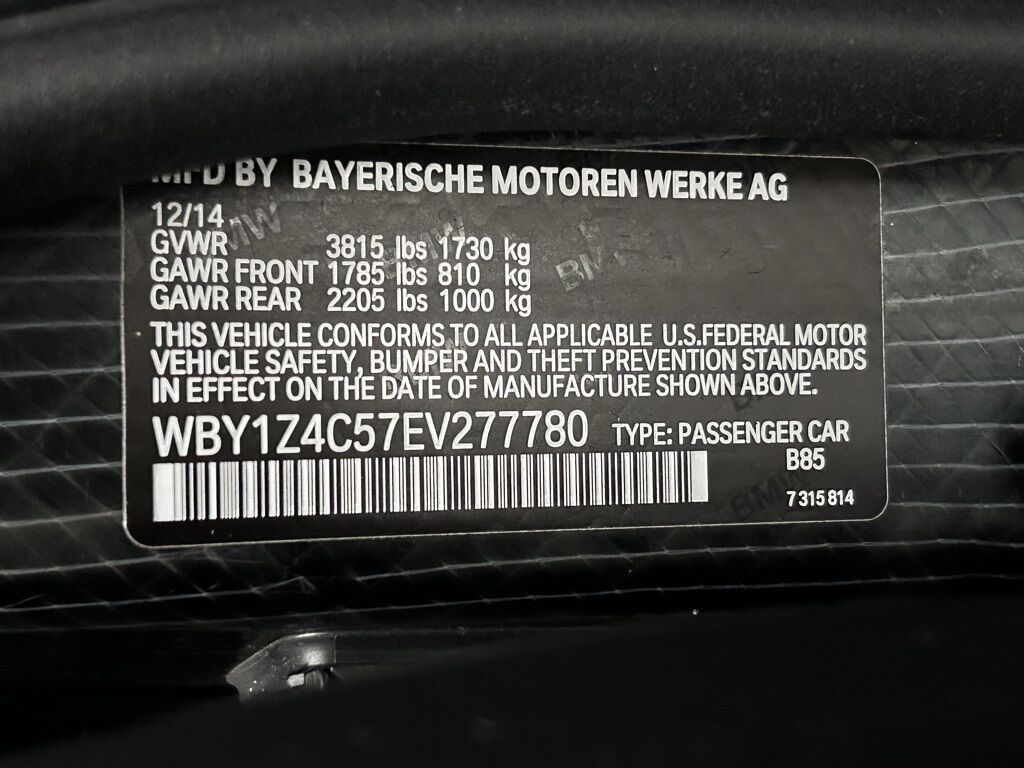 MFD BY BAYERISCHE MOTOREN WERKE AG
12/14
GVWR 3815 lbs 1730 kg
GAWR FRONT 1785 lbs 810 kg
GAWR REAR 2205 lbs 1000 kg
THIS VEHICLE CONFORMS TO ALL APPLICABLE U.S.FEDERAL MOTOR
VEHICLE SAFETY, BUMPER AND THEFT PREVENTION STANDARDS
IN EFFECT ON THE DATE OF MANUFACTURE SHOWN ABOVE.
WBY1Z4C57EV277780 TYPE: PASSENGER CAR
B85
7 315 814